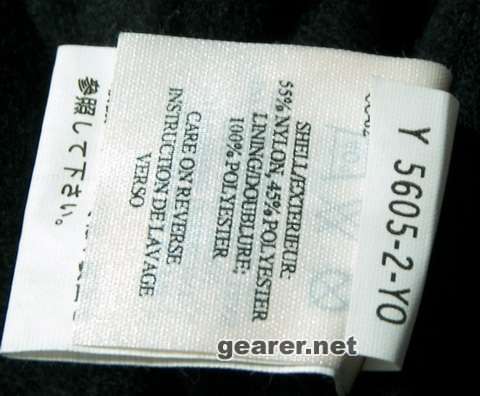 Y 5605-2-YO
SHELL/EXTERIEUR:
55% NYLON, 45% POLYESTER
LINING/DOUBLURE:
100% POLYESTER
CARE ON REVERSE
INSTRUCTION DE LAVAGE
VERSO
参照して下さい。
gearer.net